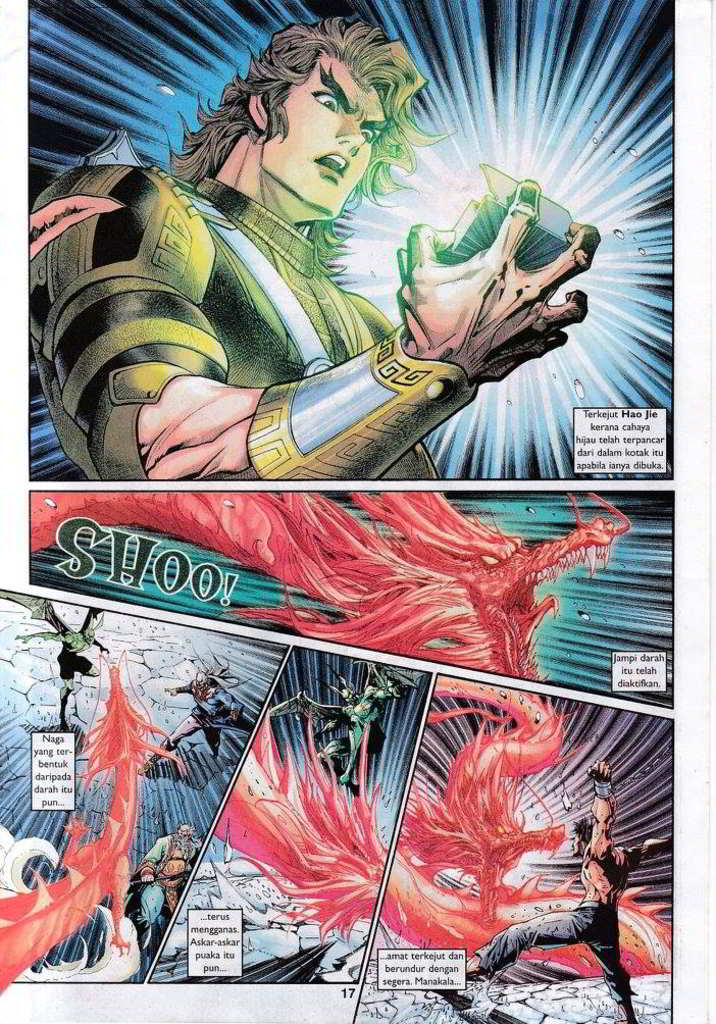 Terkejut Hao Jie
kerana cahaya
hijau telah terpancar
dari dalam kotak itu
apabila ianya dibuka.
SHOO!
Jampi darah
itu telah
diaktifkan.
Naga
yang ter-
bentuk
daripada
darah itu
pun...
...terus
mengganas.
Askar-askar
puaka itu
pun...
...amat terkejut dan
berundur dengan
segera. Manakala...
17